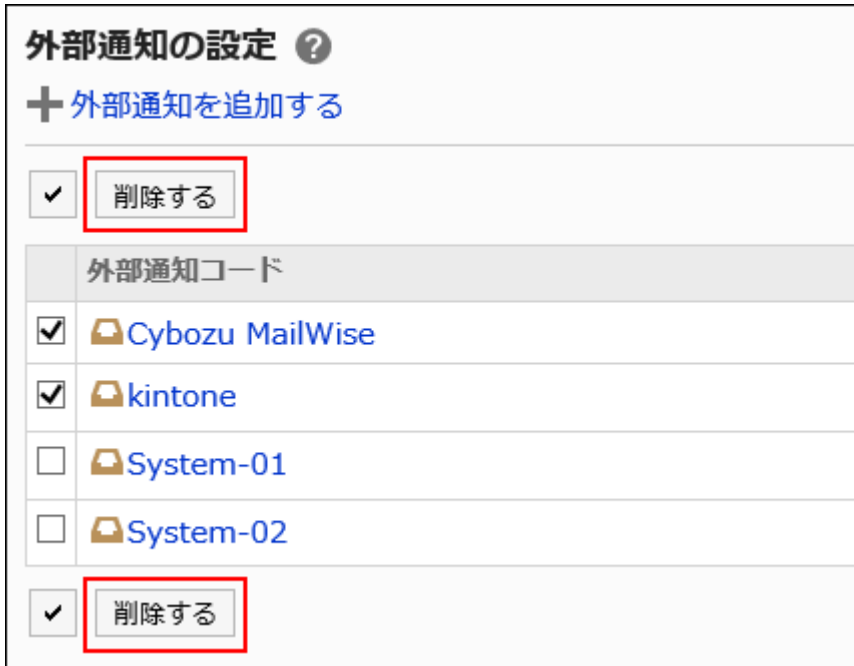 外部通知の設定
外部通知を追加する
削除する
外部通知コード
Cybozu MailWise
kintone
System-01
System-02
削除する